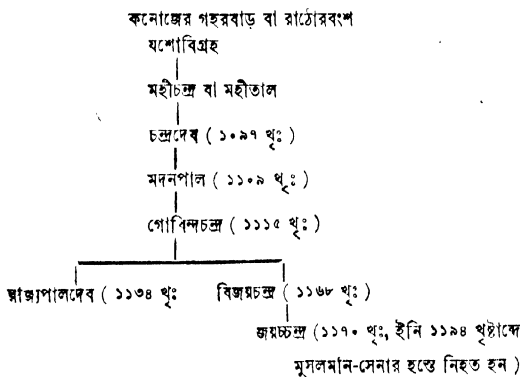 কনোজের গহরবাড় বা রাঠোরবংশ
যশোবিগ্রহ
মহীচন্দ্র বা মহীতাল
চন্দ্রদেব ( ১০৯৭ খৃঃ )
মদনপাল ( ১১০৯ খৃঃ )
গোবিন্দচন্দ্র ( ১১১৫ খৃঃ )
রাজ্যপালদেব ( ১১৩৪ খৃঃ বিজয়চন্দ্র ( ১১৬৮ খৃঃ )
জয়চ্চন্দ্র (১১৭০ খৃঃ, ইনি ১১৯৪ খৃষ্টাব্দে
মুসলমান-সেনার হস্তে নিহত হন )